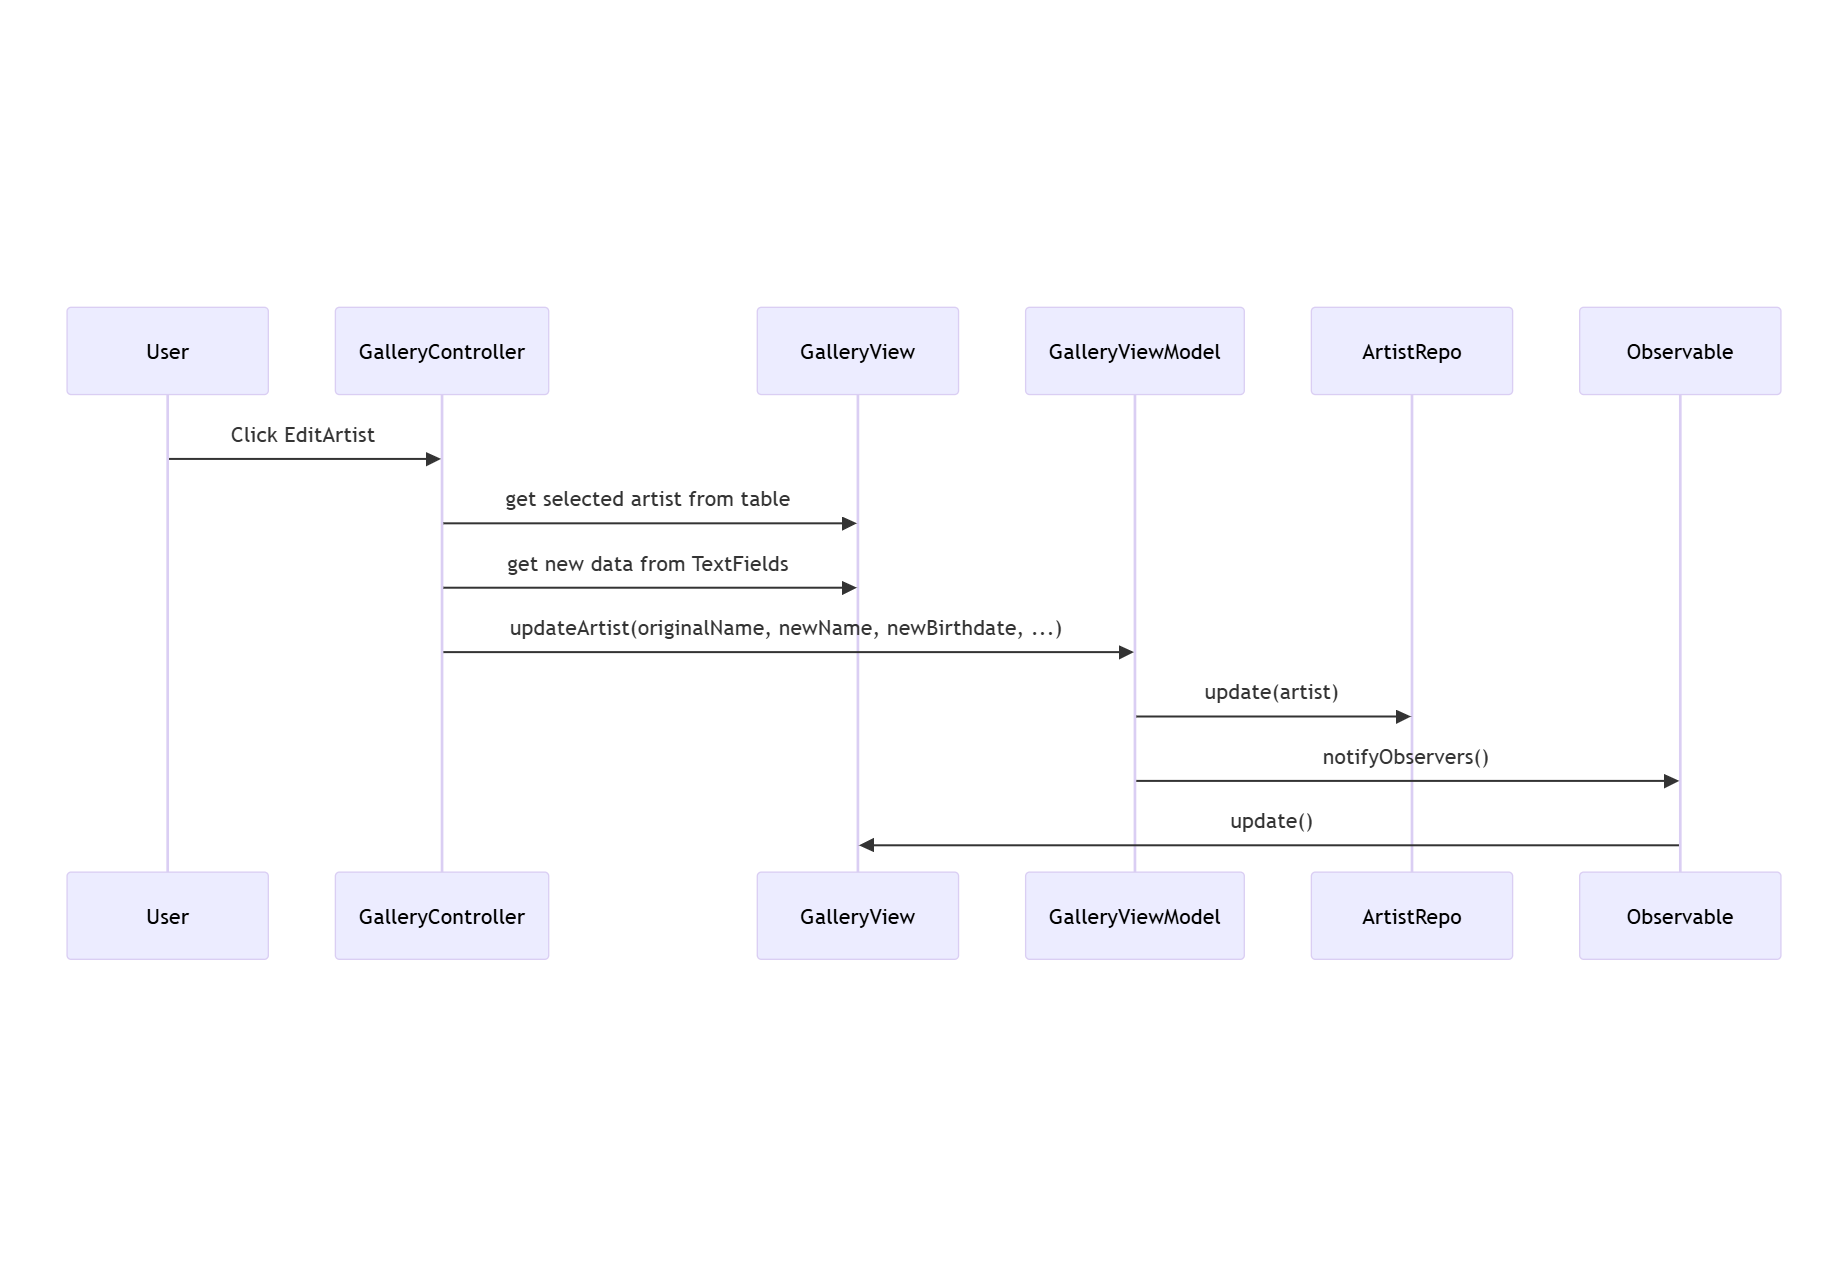 User
GalleryController
GalleryView
GalleryViewModel
ArtistRepo
Observable
Click EditArtist
get selected artist from table
get new data from TextFields
updateArtist(originalName, newName, newBirthdate, ...)
update(artist)
notifyObservers()
update()
User
GalleryController
GalleryView
GalleryViewModel
ArtistRepo
Observable